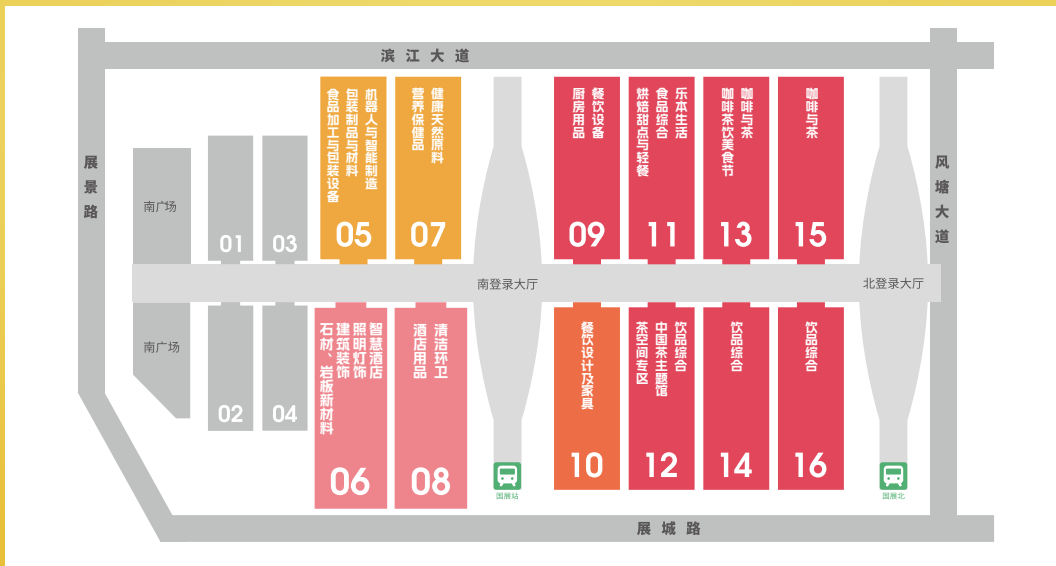 滨江大道
展景路
风塘大道
南广场
01
03
机器人与智能制造
包装制品与材料
食品加工与包装设备
05
健康天然原料
营养保健品
07
餐饮设备
厨房用品
09
乐本生活
食品综合
烘焙甜点与轻餐
11
咖啡与茶
咖啡茶饮美食节
13
咖啡与茶
15
南登录大厅
北登录大厅
南广场
02
04
智慧酒店
照明灯饰
建筑装饰
石材、岩板新材料
06
清洁环卫
酒店用品
08
餐饮设计及家具
10
饮品综合
中国茶主题馆
茶空间专区
12
饮品综合
14
饮品综合
16
国展站
国展北
展城路